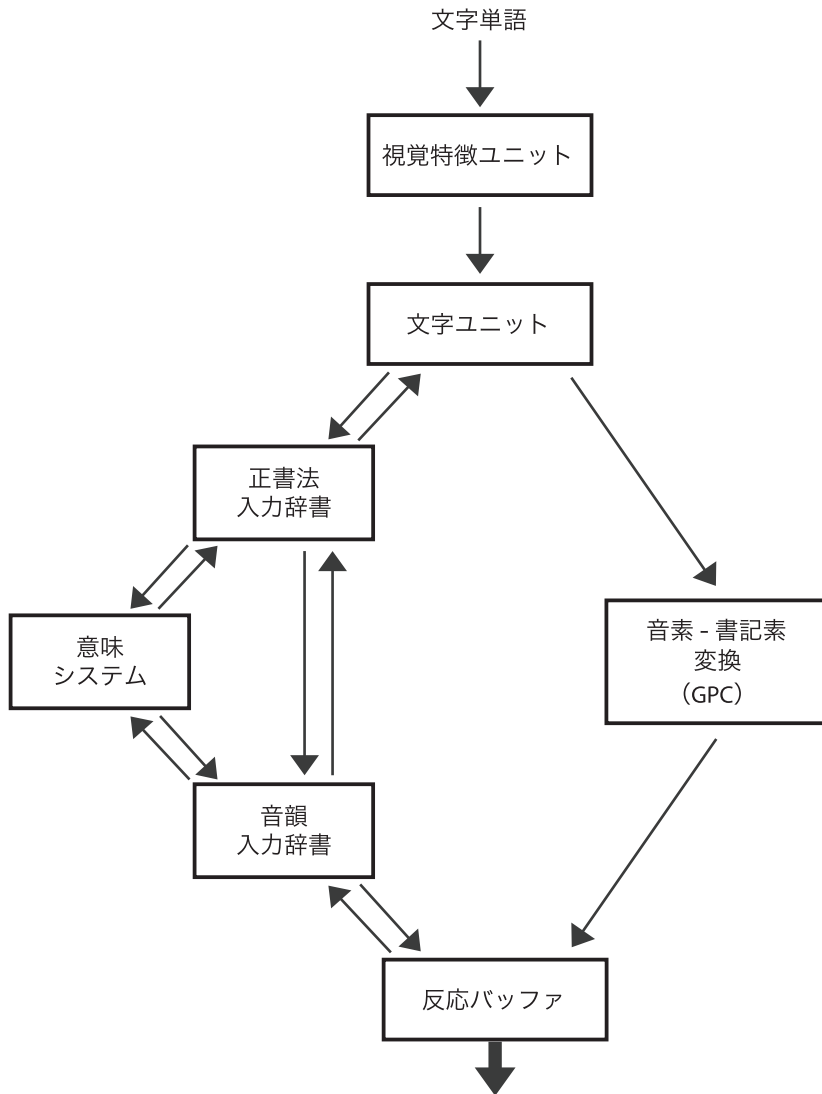 文字単語
視覚特徴ユニット
文字ユニット
正書法
入力辞書
意味
システム
音素 - 書記素
変換
（GPC）
音韻
入力辞書
反応バッファ